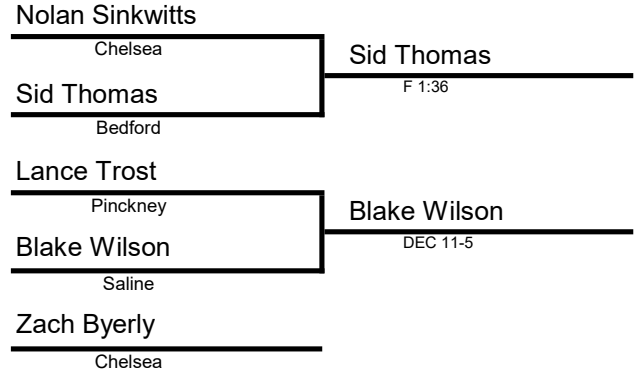 Nolan Sinkwitts
Chelsea
Sid Thomas
F 1:36
Sid Thomas
Bedford
Lance Trost
Pinckney
Blake Wilson
DEC 11-5
Blake Wilson
Saline
Zach Byerly
Chelsea